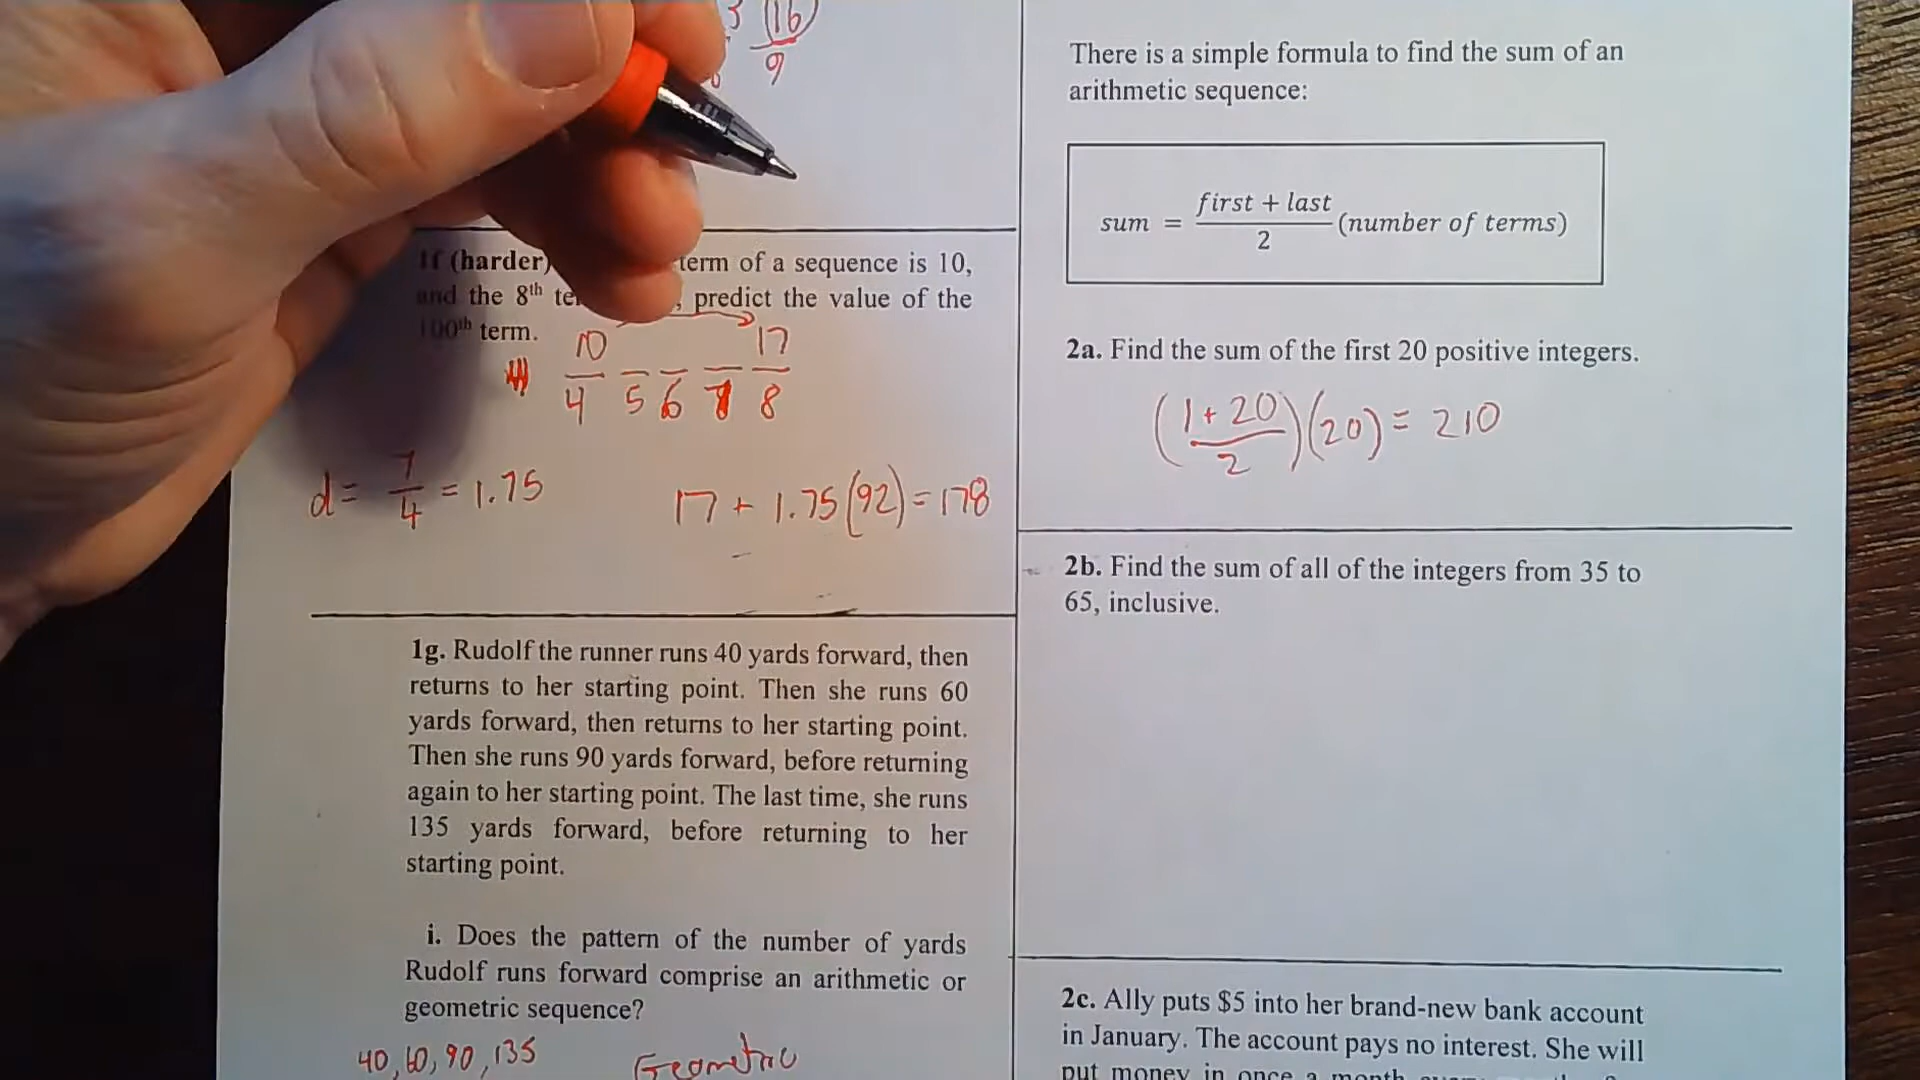 (16)
9
1f (harder) term of a sequence is 10,
and the 8th predict the value of the
100th term.
10 17
4 5 6 7 8
d = 7/4 = 1.75
17 + 1.75(92) = 178
1g. Rudolf the runner runs 40 yards forward, then
returns to her starting point. Then she runs 60
yards forward, then returns to her starting point.
Then she runs 90 yards forward, before returning
again to her starting point. The last time, she runs
135 yards forward, before returning to her
starting point.
i. Does the pattern of the number of yards
Rudolf runs forward comprise an arithmetic or
geometric sequence?
40, 60, 90, 135 Geometric
There is a simple formula to find the sum of an
arithmetic sequence:
sum = first + last / 2 (number of terms)
2a. Find the sum of the first 20 positive integers.
(1 + 20 / 2)(20) = 210
2b. Find the sum of all of the integers from 35 to
65, inclusive.
2c. Ally puts $5 into her brand-new bank account
in January. The account pays no interest. She will
put money in once a month